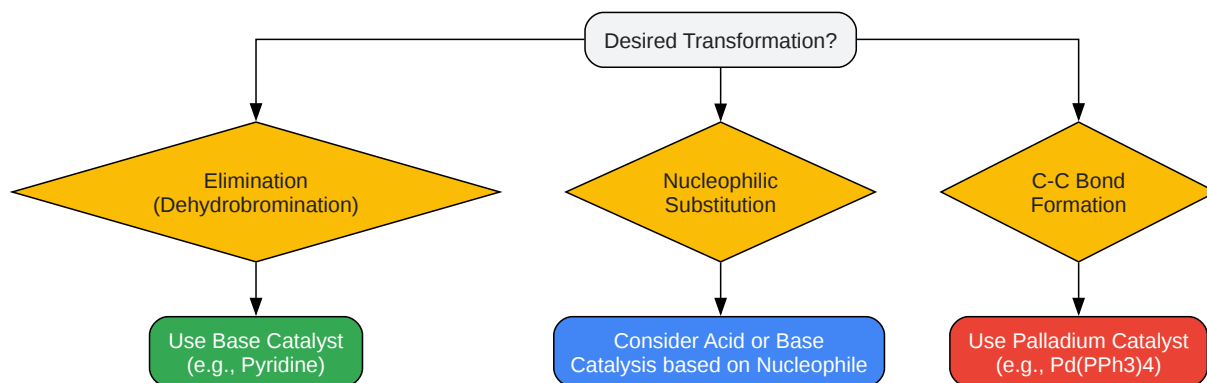 Desired Transformation?
Elimination
(Dehydrobromination)
Nucleophilic
Substitution
C-C Bond
Formation
Use Base Catalyst
(e.g., Pyridine)
Consider Acid or Base
Catalysis based on Nucleophile
Use Palladium Catalyst
(e.g., Pd(PPh3)4)